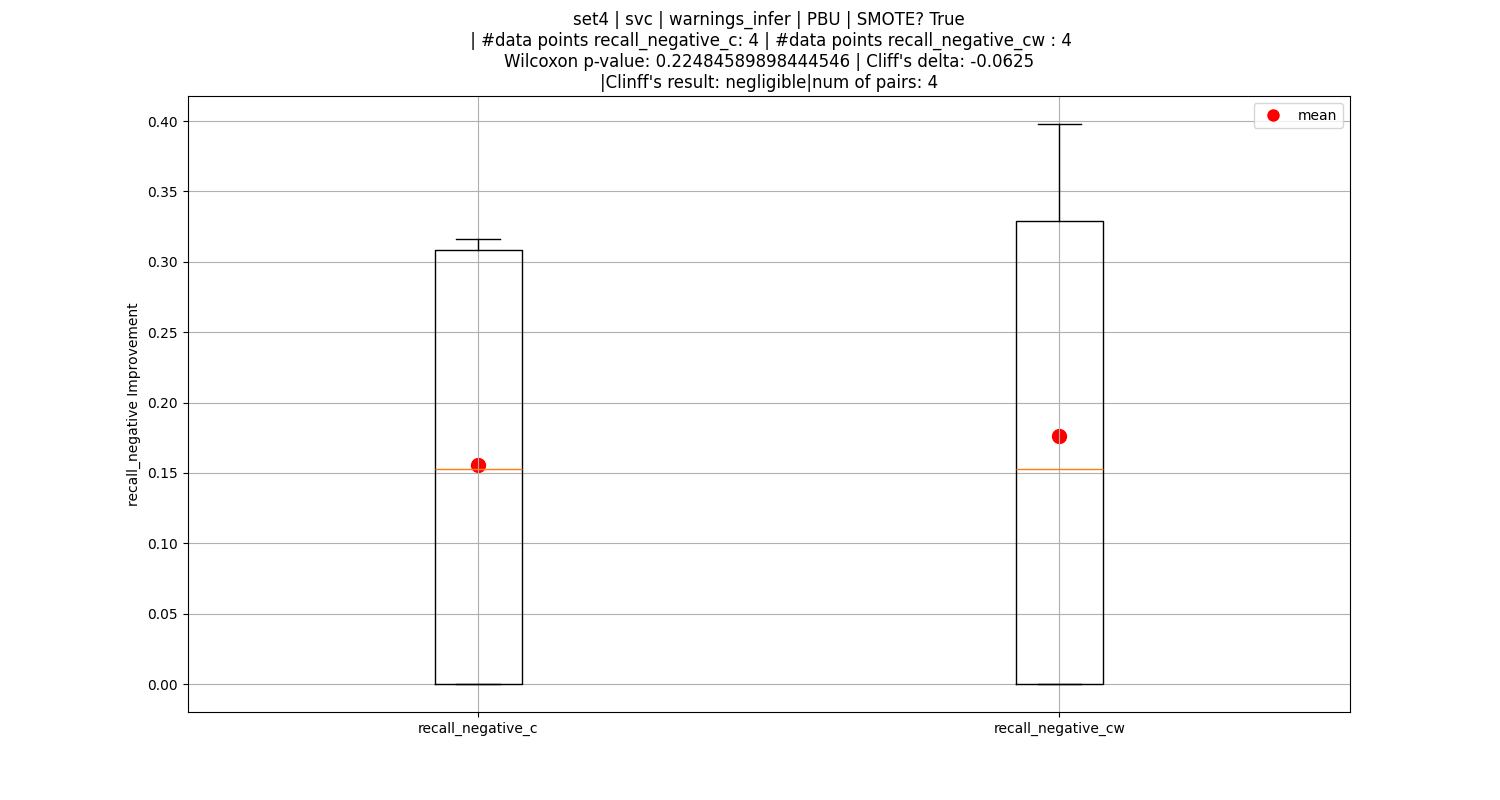 set4 | svc | warnings_infer | PBU | SMOTE? True
| #data points recall_negative_c: 4 | #data points recall_negative_cw : 4
Wilcoxon p-value: 0.22484589898444546 | Cliff's delta: -0.0625
|Clinff's result: negligible|num of pairs: 4
mean
0.40
0.35
0.30
0.25
0.20
0.15
0.10
0.05
0.00
recall_negative Improvement
recall_negative_c
recall_negative_cw